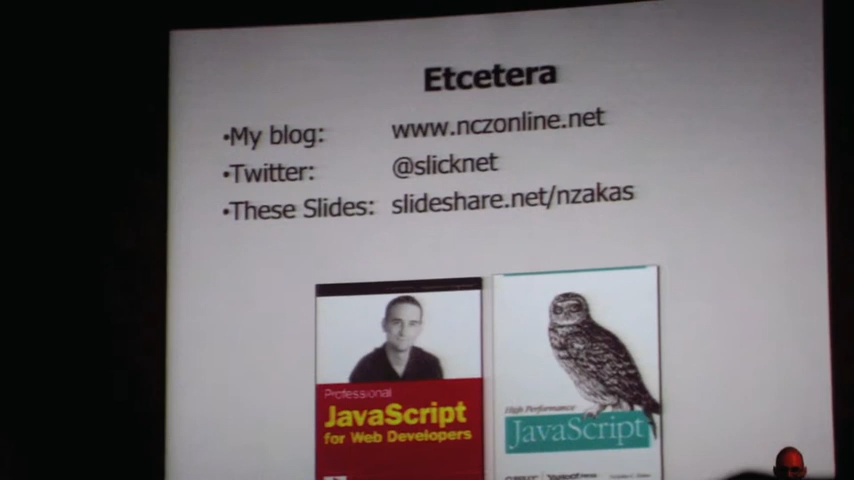 Etcetera
•My blog: www.nczonline.net
•Twitter: @slicknet
•These Slides: slideshare.net/nzakas
Professional
JavaScript
for Web Developers
High Performance
JavaScript